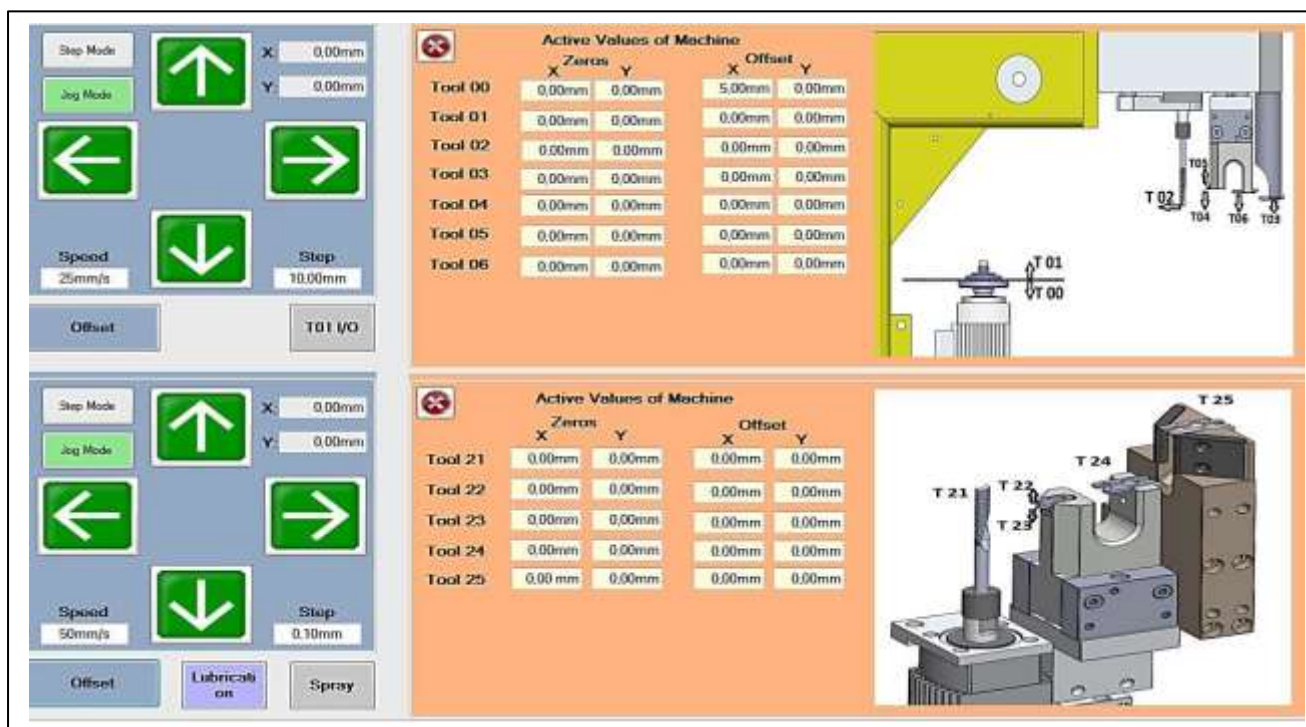 Step Mode
X: 0,00mm
Jog Mode
Y: 0,00mm
Speed
25mm/s
Step
10,00mm
Offset
T01 I/O
Active Values of Machine
Zeros Offset
X Y X Y
Tool 00 0,00mm 0,00mm 5,00mm 0,00mm
Tool 01 0,00mm 0,00mm 0,00mm 0,00mm
Tool 02 0,00mm 0,00mm 0,00mm 0,00mm
Tool 03 0,00mm 0,00mm 0,00mm 0,00mm
Tool 04 0,00mm 0,00mm 0,00mm 0,00mm
Tool 05 0,00mm 0,00mm 0,00mm 0,00mm
Tool 06 0,00mm 0,00mm 0,00mm 0,00mm
T05
T 02
T04
T06
T03
T 01
T 00
Step Mode
X: 0,00mm
Jog Mode
Y: 0,00mm
Speed
50mm/s
Step
0,10mm
Offset
Lubricati
on
Spray
Active Values of Machine
Zeros Offset
X Y X Y
Tool 21 0,00mm 0,00mm 0,00mm 0,00mm
Tool 22 0,00mm 0,00mm 0,00mm 0,00mm
Tool 23 0,00mm 0,00mm 0,00mm 0,00mm
Tool 24 0,00mm 0,00mm 0,00mm 0,00mm
Tool 25 0,00 mm 0,00mm 0,00mm 0,00mm
T 25
T 24
T 22
T 21
T 23